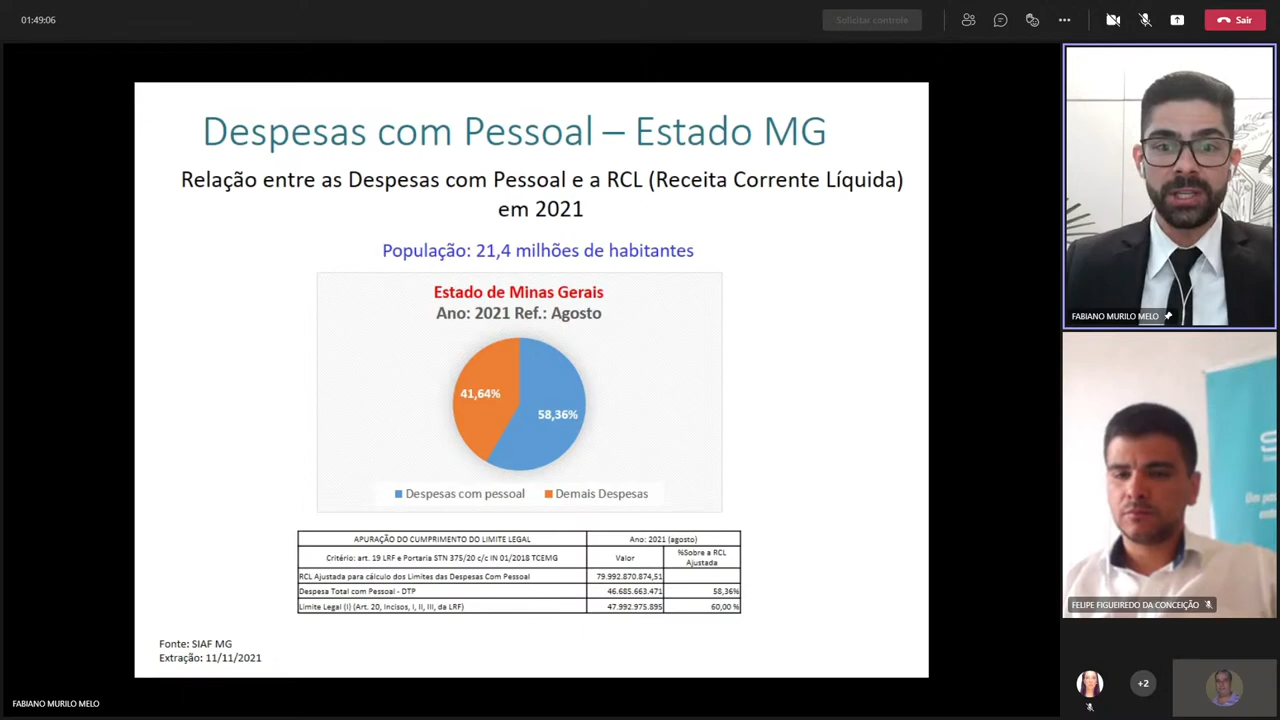 01:49:06
Solicitar controle
Sair
Despesas com Pessoal – Estado MG
Relação entre as Despesas com Pessoal e a RCL (Receita Corrente Líquida)
em 2021
População: 21,4 milhões de habitantes
Estado de Minas Gerais
Ano: 2021 Ref.: Agosto
41,64%
58,36%
Despesas com pessoal
Demais Despesas
APURAÇÃO DO CUMPRIMENTO DO LIMITE LEGAL
Ano: 2021 (agosto)
Critério: art. 19 LRF e Portaria STN 375/20 c/c IN 01/2018 TCEMG
Valor
%Sobre a RCL
Ajustada
RCL Ajustada para cálculo dos Limites das Despesas Com Pessoal
79.992.870.874,51
Despesa Total com Pessoal - DTP
46.685.663.471
58,36%
Limite Legal (I) (Art. 20, Incisos, I, II, III, da LRF)
47.992.975.895
60,00 %
Fonte: SIAF MG
Extração: 11/11/2021
FABIANO MURILO MELO
FABIANO MURILO MELO
FELIPE FIGUEIREDO DA CONCEIÇÃO
+2